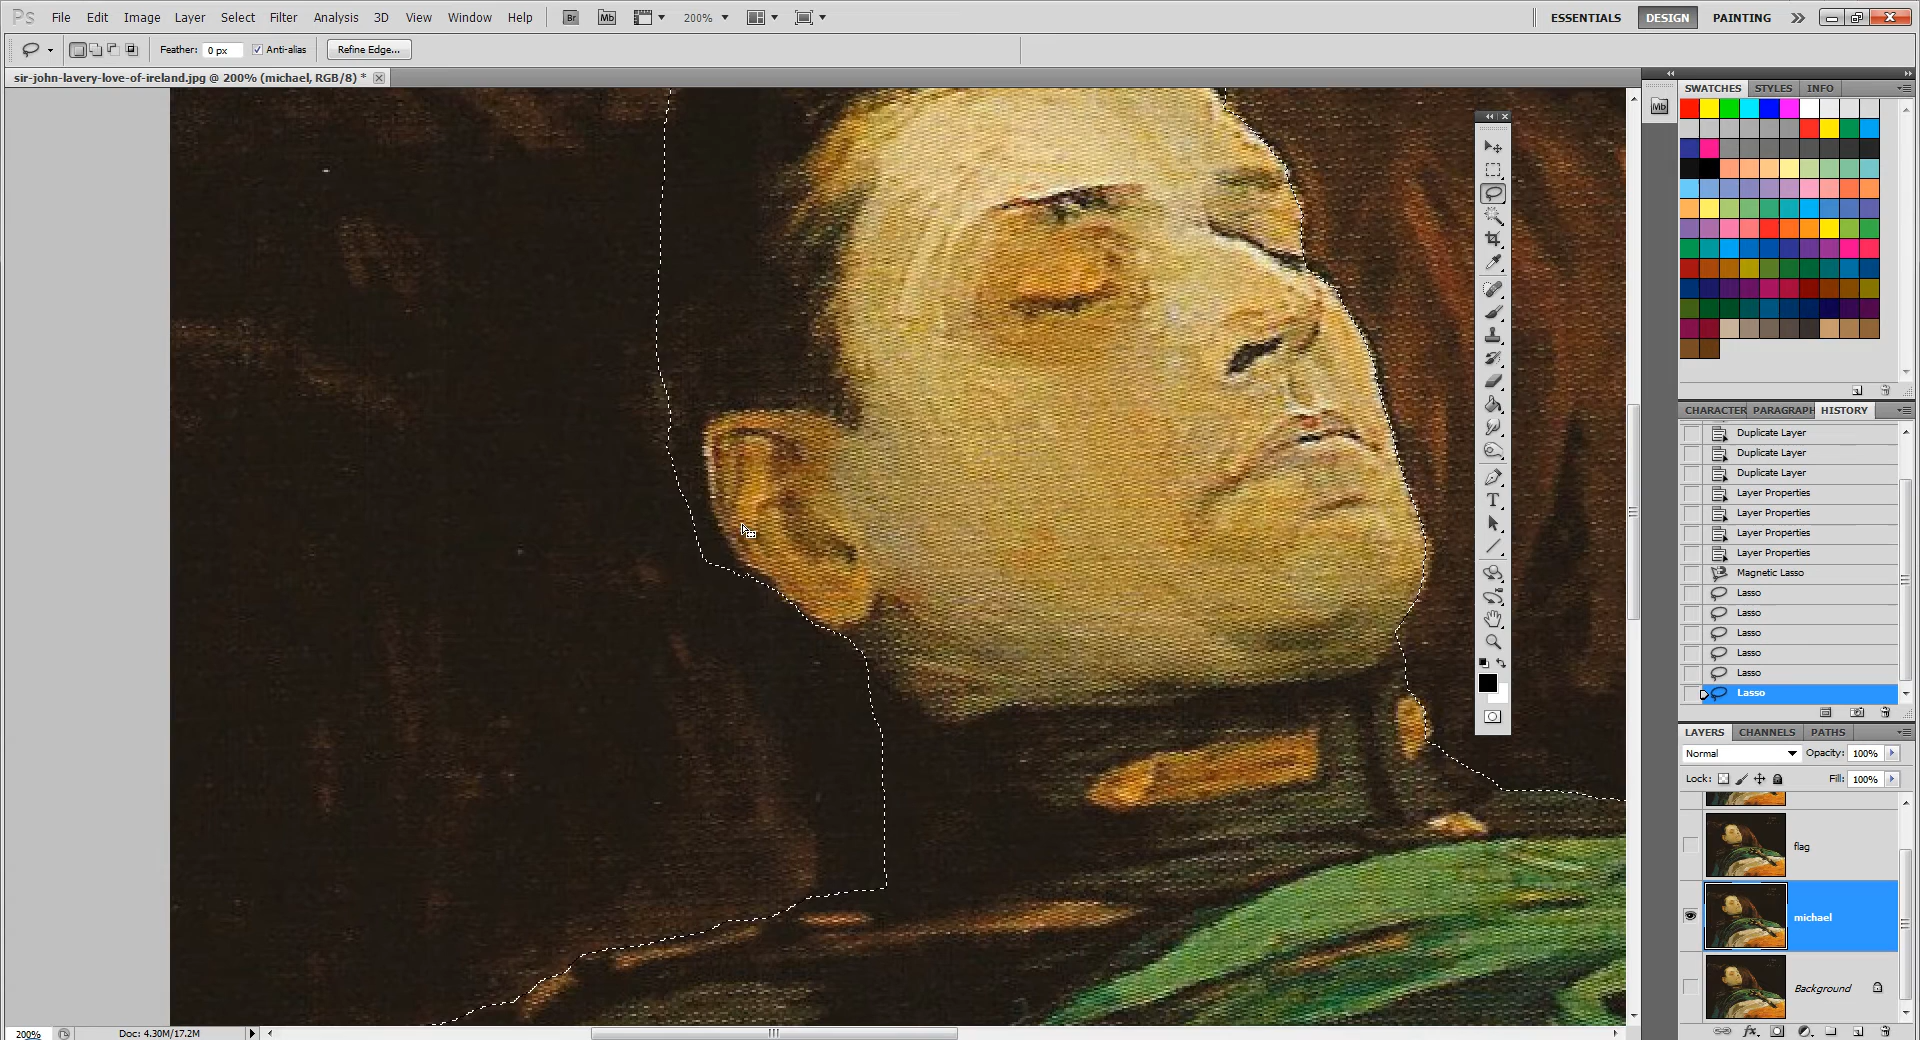 Ps File Edit Image Layer Select Filter Analysis 3D View Window Help Br Mb 200% ESSENTIALS DESIGN PAINTING
Feather: 0 px Anti-alias Refine Edge...
sir-john-lavery-love-of-ireland.jpg @ 200% (michael, RGB/8) *
SWATCHES STYLES INFO
Mb
CHARACTER PARAGRAPH HISTORY
Duplicate Layer
Duplicate Layer
Duplicate Layer
Layer Properties
Layer Properties
Layer Properties
Layer Properties
Magnetic Lasso
Lasso
Lasso
Lasso
Lasso
Lasso
Lasso
LAYERS CHANNELS PATHS
Normal Opacity: 100%
Lock: Fill: 100%
flag
michael
Background
200% Doc: 4.30M/17.2M